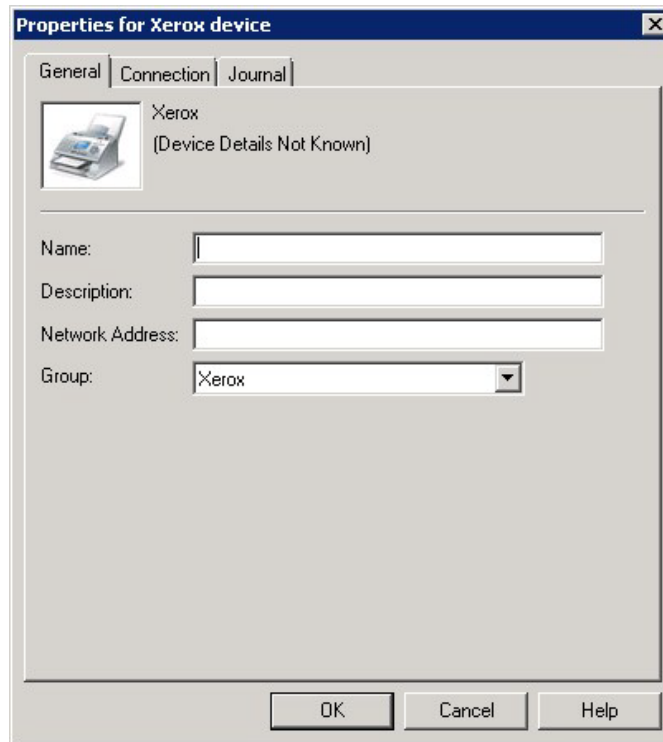 Properties for Xerox device
General Connection Journal
Xerox
(Device Details Not Known)
Name:
Description:
Network Address:
Group: Xerox
OK Cancel Help